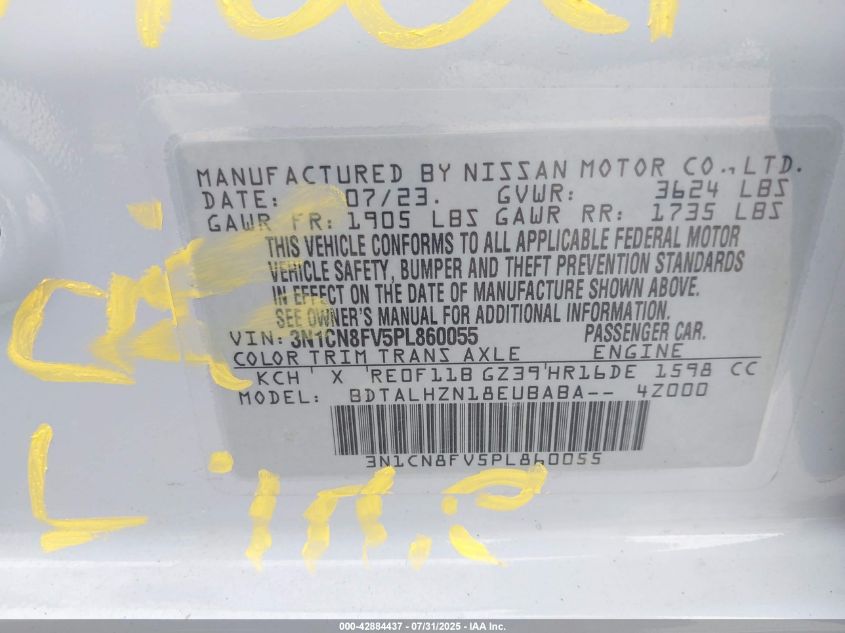 MANUFACTURED BY NISSAN MOTOR CO., LTD.
DATE: 07/23. GVWR: 3624 LBS
GAWR FR: 1905 LBS GAWR RR: 1735 LBS
THIS VEHICLE CONFORMS TO ALL APPLICABLE FEDERAL MOTOR
VEHICLE SAFETY, BUMPER AND THEFT PREVENTION STANDARDS
IN EFFECT ON THE DATE OF MANUFACTURE SHOWN ABOVE.
SEE OWNER'S MANUAL FOR ADDITIONAL INFORMATION.
VIN: 3N1CN8FV5PL860055 PASSENGER CAR.
COLOR TRIM TRANS AXLE ENGINE
KCH X RE0F11B GZ39 HR16DE 1598 CC
MODEL: BDTALHZN18EUBABA-- 4Z000
3N1CN8FV5PL860055
000-42884437 - 07/31/2025 - IAA Inc.